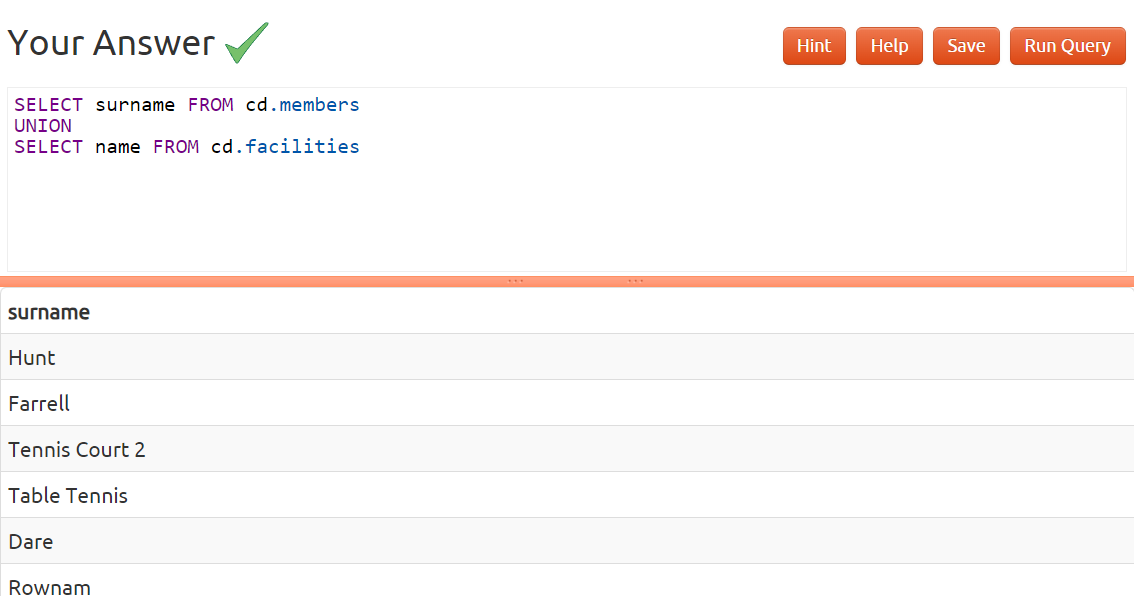 Your Answer
Hint Help Save Run Query
SELECT surname FROM cd.members
UNION
SELECT name FROM cd.facilities
surname
Hunt
Farrell
Tennis Court 2
Table Tennis
Dare
Rownam